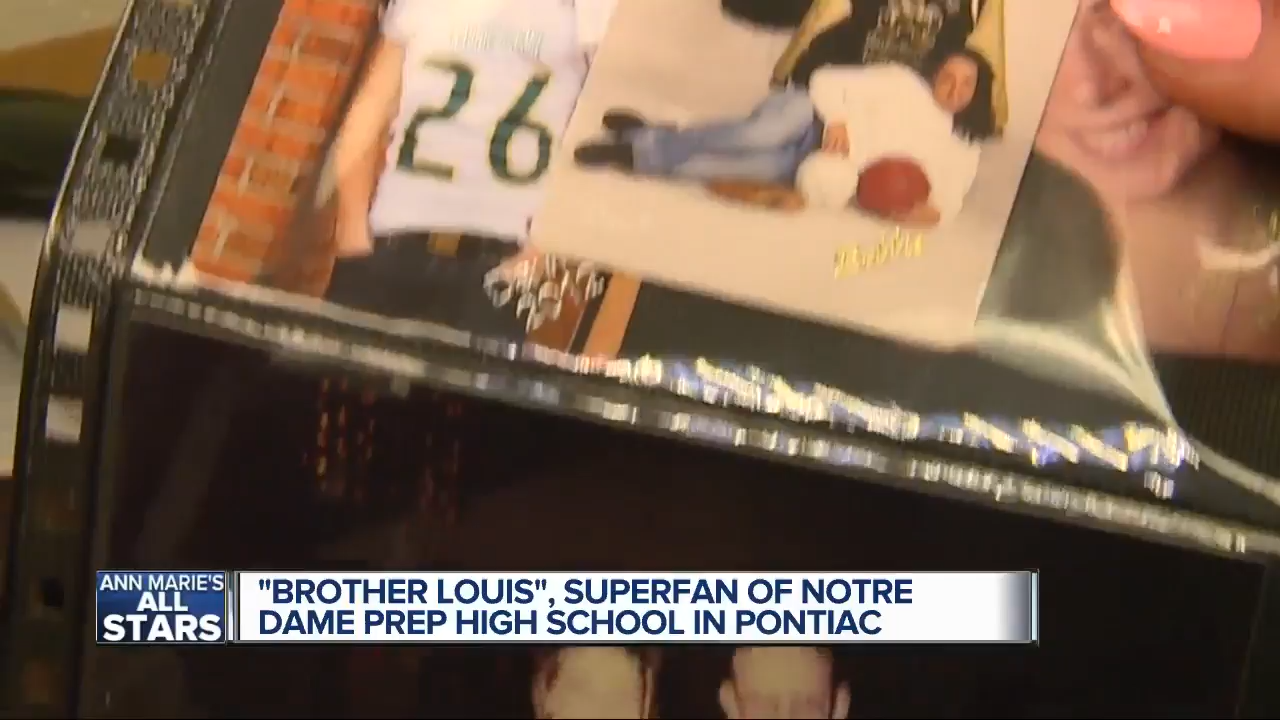 26
ANN MARIE'S
ALL
STARS
"BROTHER LOUIS", SUPERFAN OF NOTRE
DAME PREP HIGH SCHOOL IN PONTIAC